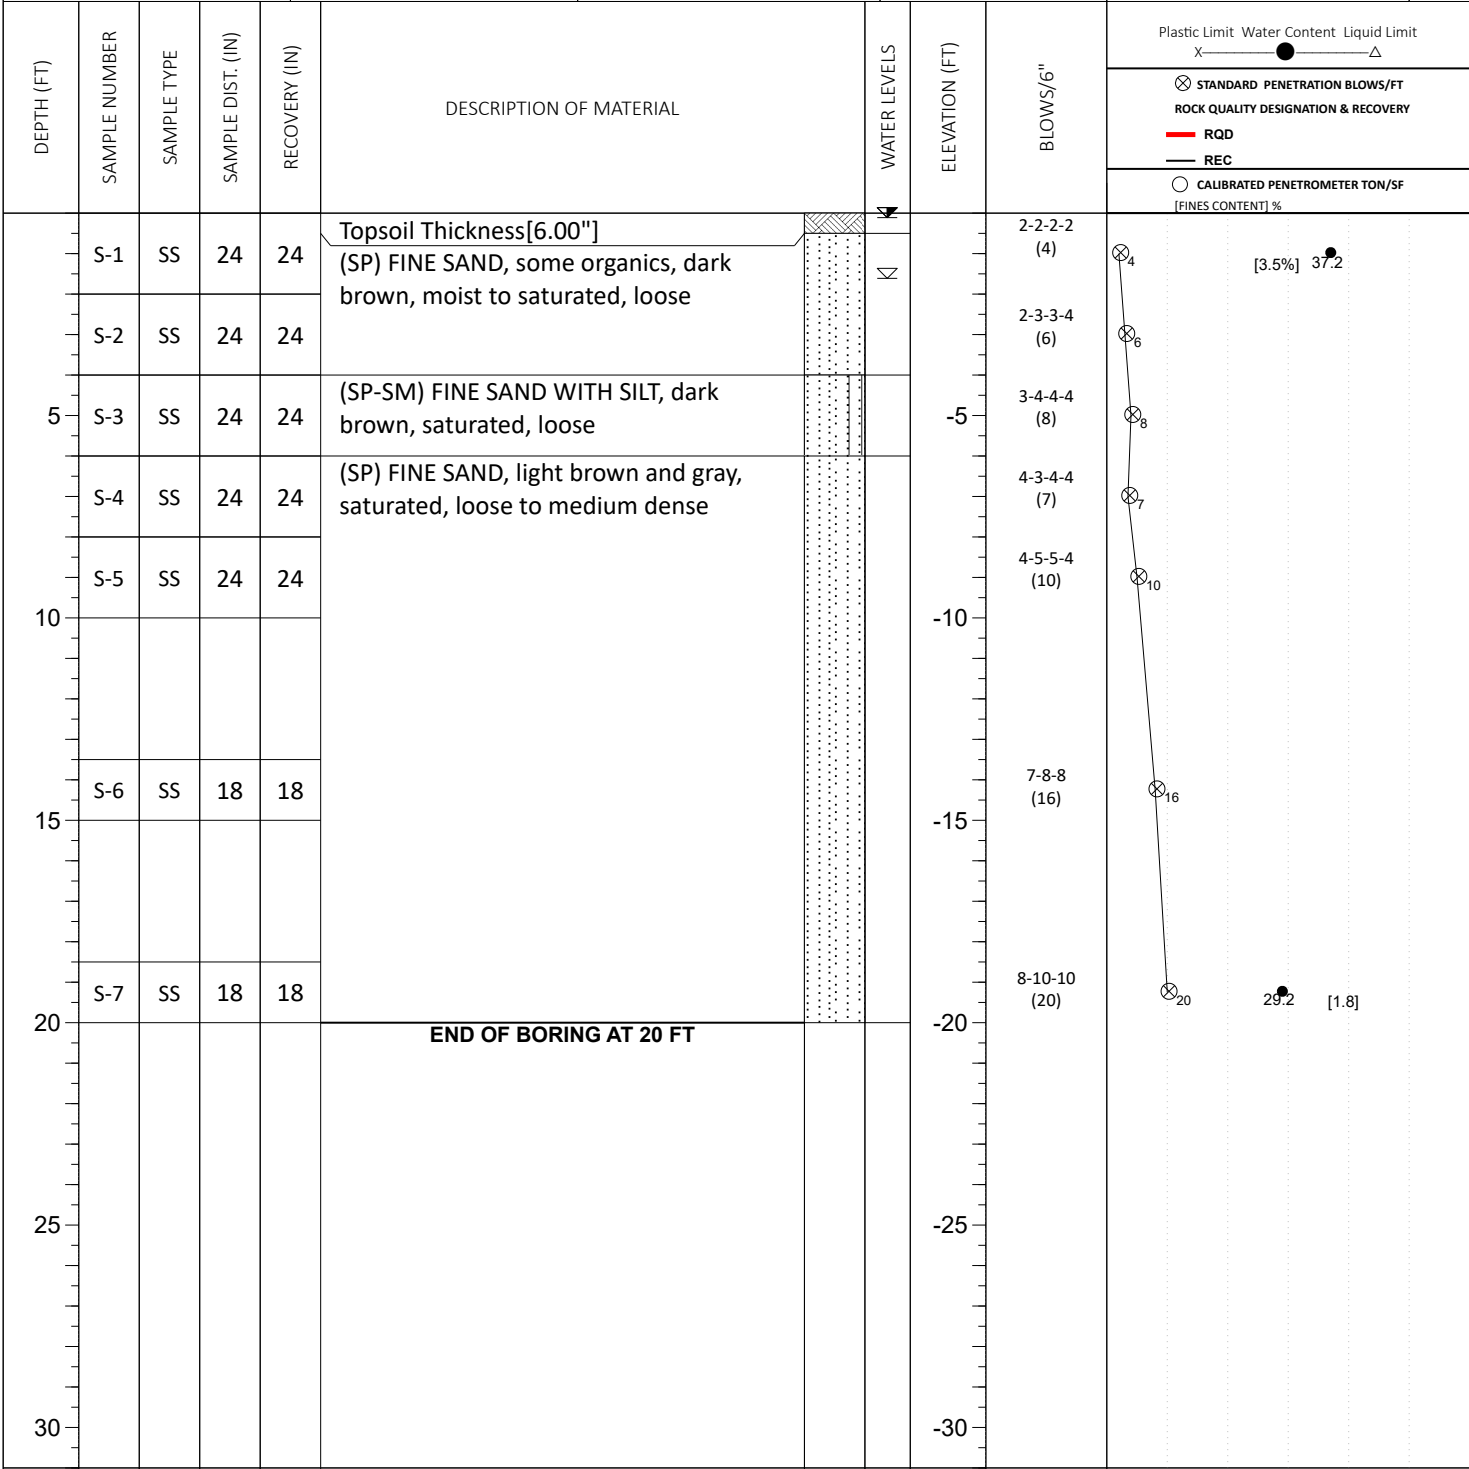 DEPTH (FT)
SAMPLE NUMBER
SAMPLE TYPE
SAMPLE DIST. (IN)
RECOVERY (IN)
DESCRIPTION OF MATERIAL
WATER LEVELS
ELEVATION (FT)
BLOWS/6"
Plastic Limit Water Content Liquid Limit
X
STANDARD PENETRATION BLOWS/FT
ROCK QUALITY DESIGNATION & RECOVERY
RQD
REC
CALIBRATED PENETROMETER TON/SF
[FINES CONTENT] %
Topsoil Thickness[6.00"]
2-2-2-2
S-1 SS 24 24 (SP) FINE SAND, some organics, dark (4) 4 [3.5%] 37.2
brown, moist to saturated, loose
2-3-3-4
S-2 SS 24 24 (6) 6
(SP-SM) FINE SAND WITH SILT, dark 3-4-4-4
5 S-3 SS 24 24 brown, saturated, loose -5 (8) 8
(SP) FINE SAND, light brown and gray, 4-3-4-4
S-4 SS 24 24 saturated, loose to medium dense (7) 7
4-5-5-4
S-5 SS 24 24 (10) 10
10 -10
7-8-8
S-6 SS 18 18 (16) 16
15 -15
8-10-10
S-7 SS 18 18 (20) 20 29.2 [1.8]
20 -20
END OF BORING AT 20 FT
25 -25
30 -30